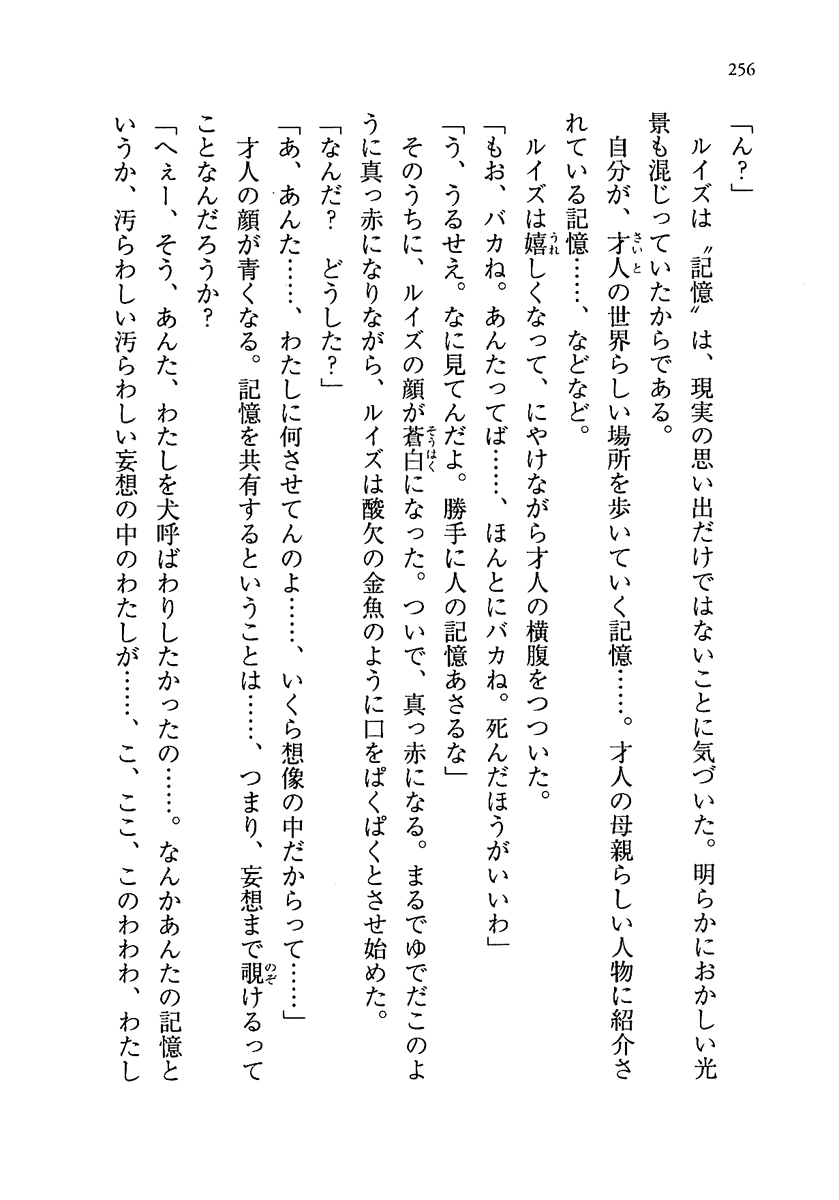 256
「ん？」
　ルイズは〝記憶〟は、現実の思い出だけではないことに気づいた。明らかにおかしい光
景も混じっていたからである。
　自分が、才人の世界らしい場所を歩いていく記憶……。才人の母親らしい人物に紹介さ
れている記憶……、などなど。
　ルイズは嬉しくなって、にやけながら才人の横腹をつついた。
「もお、バカね。あんたってば……、ほんとにバカね。死んだほうがいいわ」
「う、うるせえ。なに見てんだよ。勝手に人の記憶あさるな」
　そのうちに、ルイズの顔が蒼白になった。ついで、真っ赤になる。まるでゆでだこのよ
うに真っ赤になりながら、ルイズは酸欠の金魚のように口をぱくぱくとさせ始めた。
「なんだ？　どうした？」
「あ、あんた……、わたしに何させてんのよ……、いくら想像の中だからって……」
　才人の顔が青くなる。記憶を共有するということは……、つまり、妄想まで覗けるって
ことなんだろうか？
「へぇー、そう、あんた、わたしを犬呼ばわりしたかったの……。なんかあんたの記憶と
いうか、汚らわしい汚らわしい妄想の中のわたしが……、こ、ここ、このわわわ、わたし